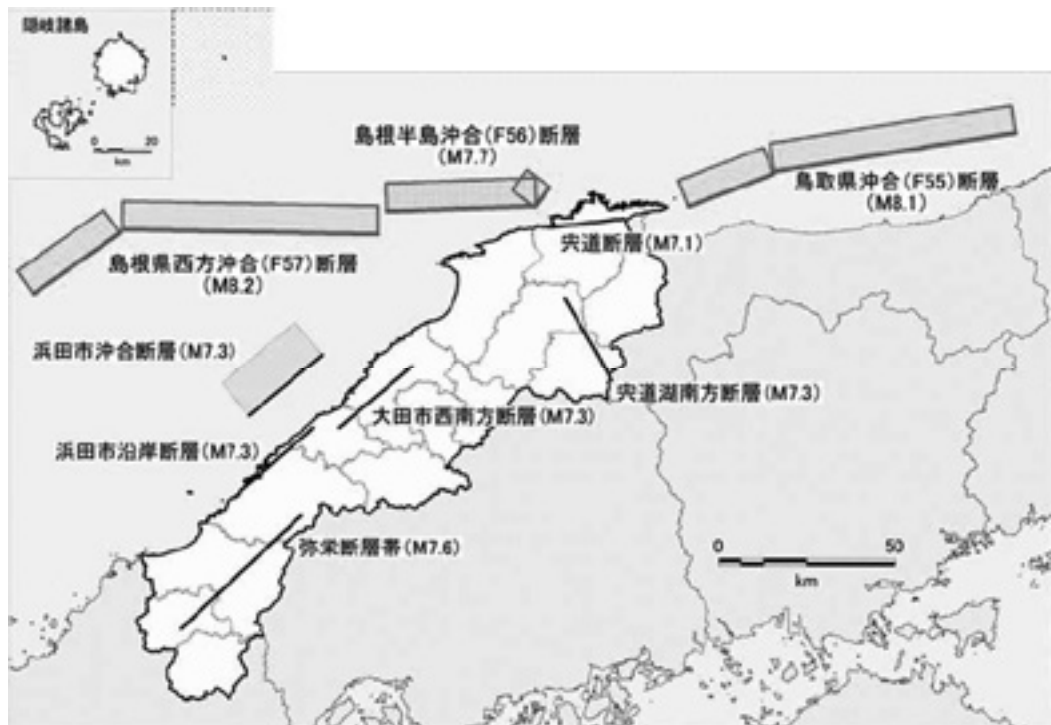 隠岐諸島
0 20
km
島根半島沖合(F56)断層
(M7.7)
鳥取県沖合(F55)断層
(M8.1)
宍道断層(M7.1)
島根県西方沖合(F57)断層
(M8.2)
浜田市沖合断層(M7.3)
宍道湖南方断層(M7.3)
大田市西南方断層(M7.3)
浜田市沿岸断層(M7.3)
弥栄断層帯(M7.6)
0 50
km